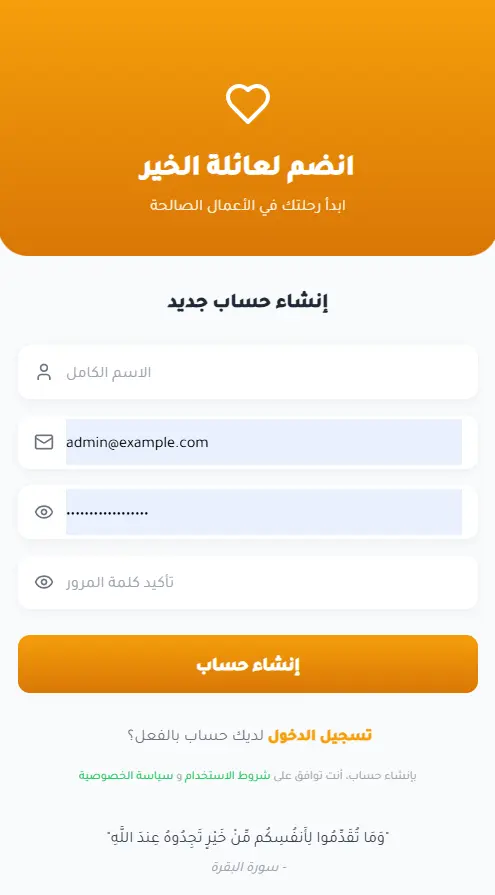 انضم لعائلة الخير
ابدأ رحلتك في الأعمال الصالحة
إنشاء حساب جديد
الاسم الكامل
admin@example.com
••••••••••••••••••
تأكيد كلمة المرور
إنشاء حساب
تسجيل الدخول لديك حساب بالفعل؟
بإنشاء حساب، أنت توافق على شروط الاستخدام و سياسة الخصوصية
"وَمَا تُقَدِّمُوا لِأَنفُسِكُم مِّنْ خَيْرٍ تَجِدُوهُ عِندَ اللَّهِ"
- سورة البقرة